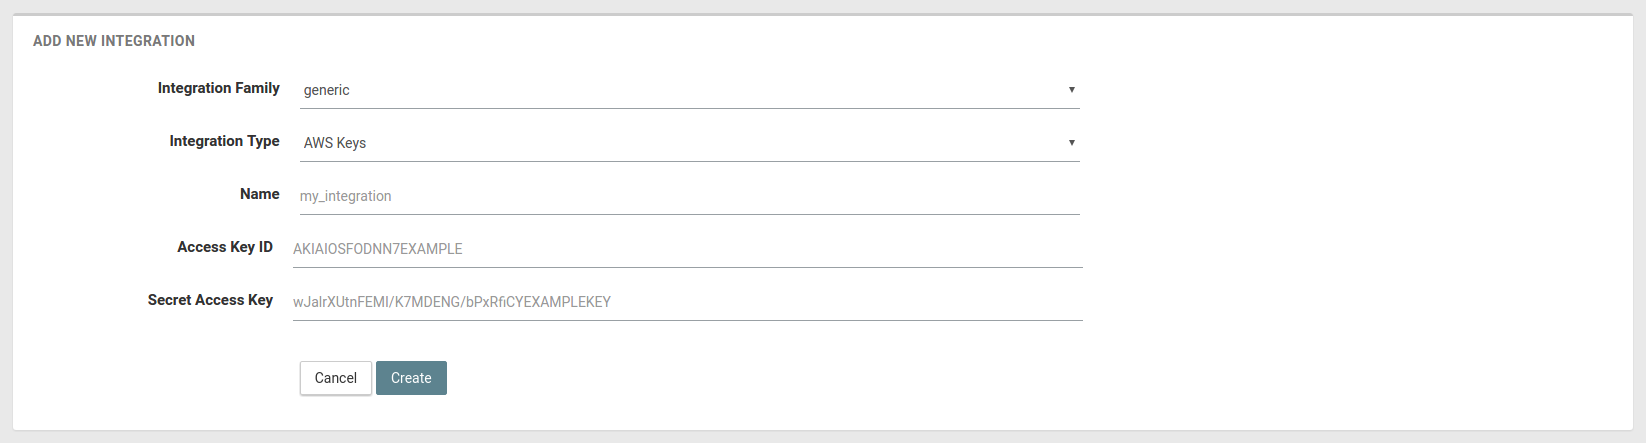 ADD NEW INTEGRATION
Integration Family generic
Integration Type AWS Keys
Name my_integration
Access Key ID AKIAIOSFODNN7EXAMPLE
Secret Access Key wJalrXUtnFEMI/K7MDENG/bPxRfiCYEXAMPLEKEY
Cancel Create